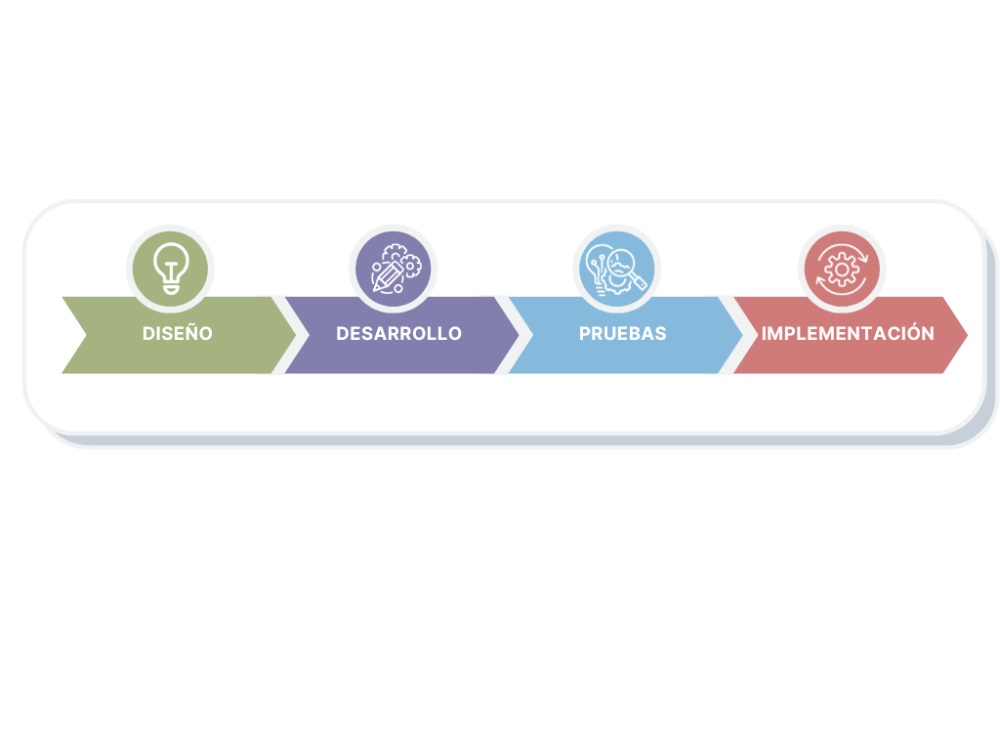 DISEÑO
DESARROLLO
PRUEBAS
IMPLEMENTACIÓN